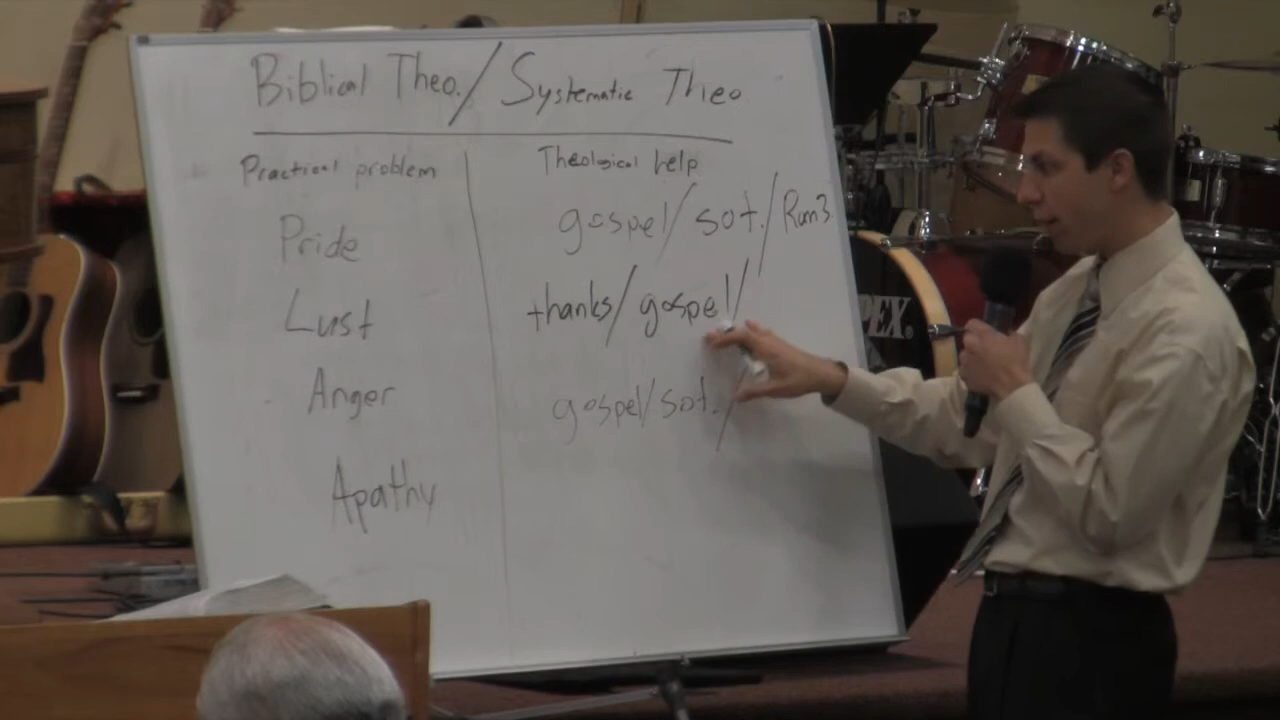 Biblical Theo. / Systematic Theo
Practical problem
Theological help
Pride
gospel / sot. / Rom 3
Lust
thanks / gospel /
Anger
gospel / sot. /
Apathy
PEX.